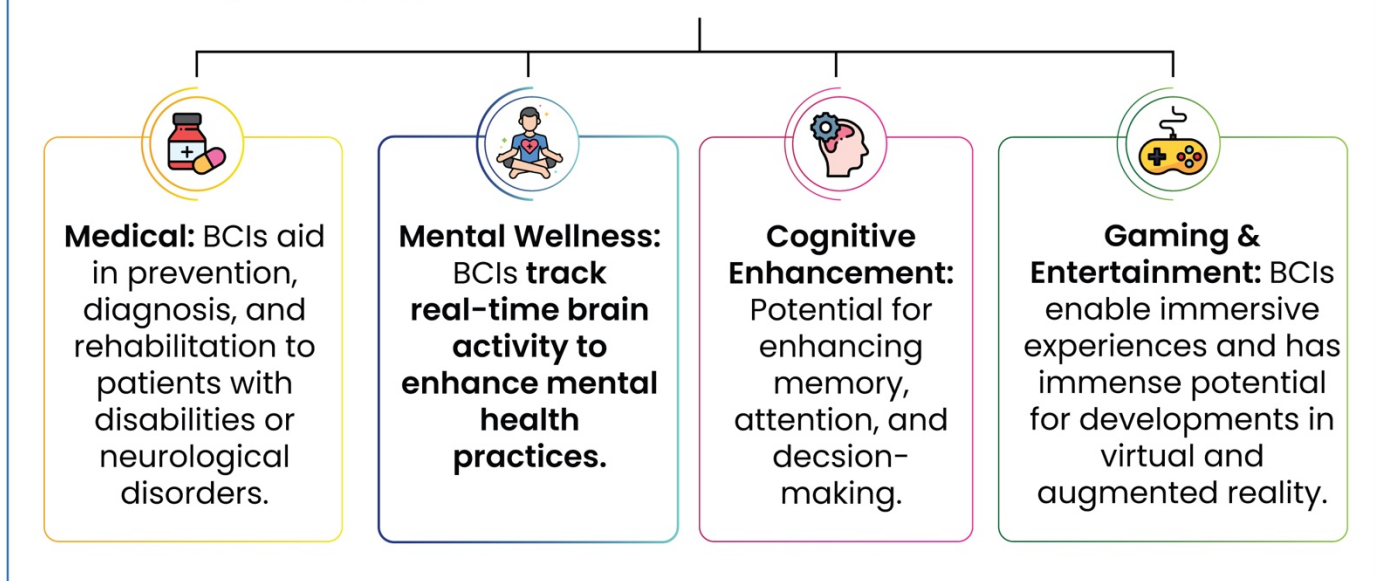 Medical: BCIs aid
in prevention,
diagnosis, and
rehabilitation to
patients with
disabilities or
neurological
disorders.
Mental Wellness:
BCIs track
real-time brain
activity to
enhance mental
health
practices.
Cognitive
Enhancement:
Potential for
enhancing
memory,
attention, and
decsion-
making.
Gaming &
Entertainment: BCIs
enable immersive
experiences and has
immense potential
for developments in
virtual and
augmented reality.